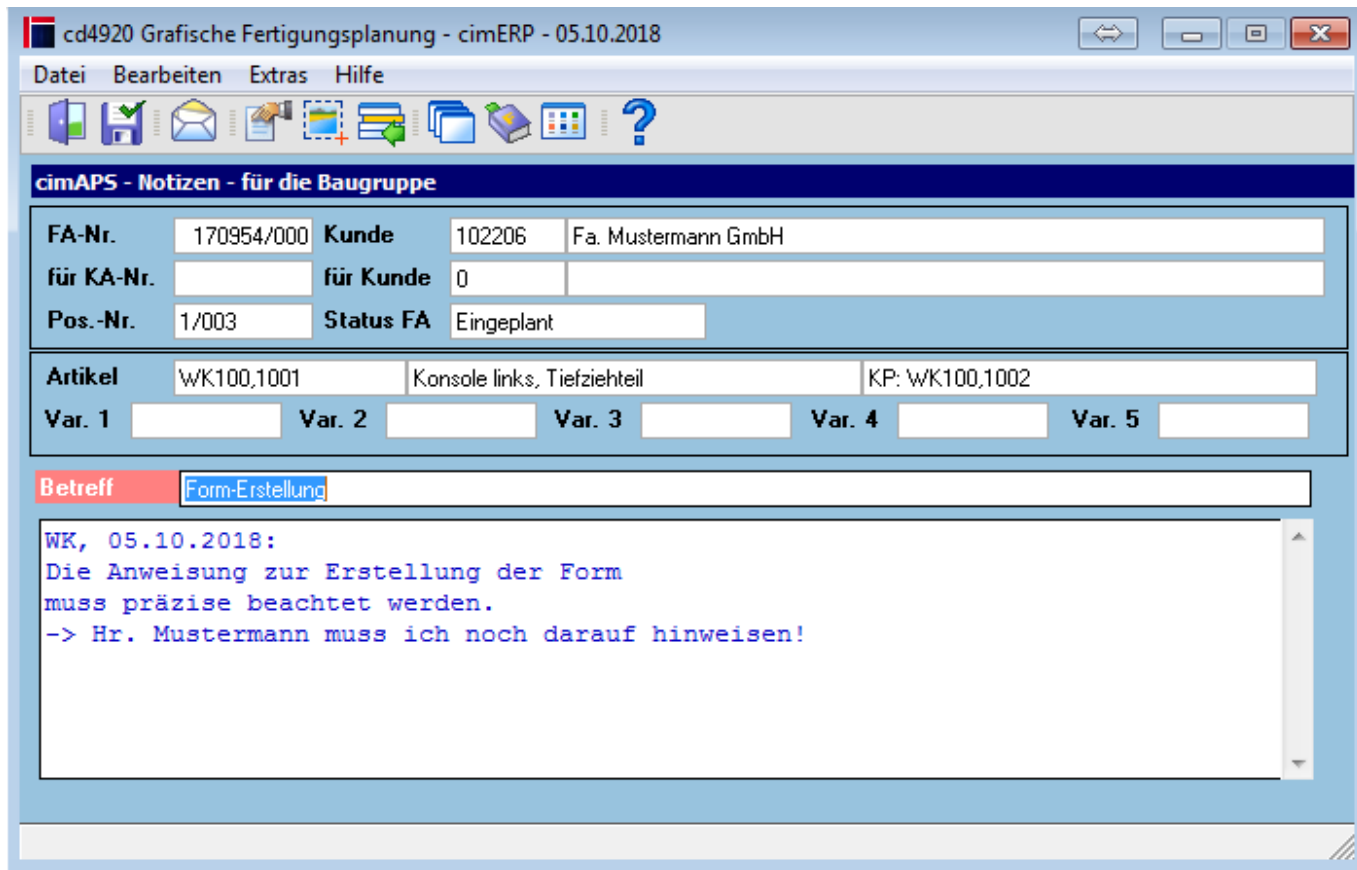 cd4920 Grafische Fertigungsplanung - cimERP - 05.10.2018
Datei Bearbeiten Extras Hilfe
cimAPS - Notizen - für die Baugruppe
FA-Nr. 170954/000 Kunde 102206 Fa. Mustermann GmbH
für KA-Nr. für Kunde 0
Pos.-Nr. 1/003 Status FA Eingeplant
Artikel WK100,1001 Konsole links, Tiefziehteil KP: WK100,1002
Var. 1 Var. 2 Var. 3 Var. 4 Var. 5
Betreff Form-Erstellung
WK, 05.10.2018:
Die Anweisung zur Erstellung der Form
muss präzise beachtet werden.
-> Hr. Mustermann muss ich noch darauf hinweisen!